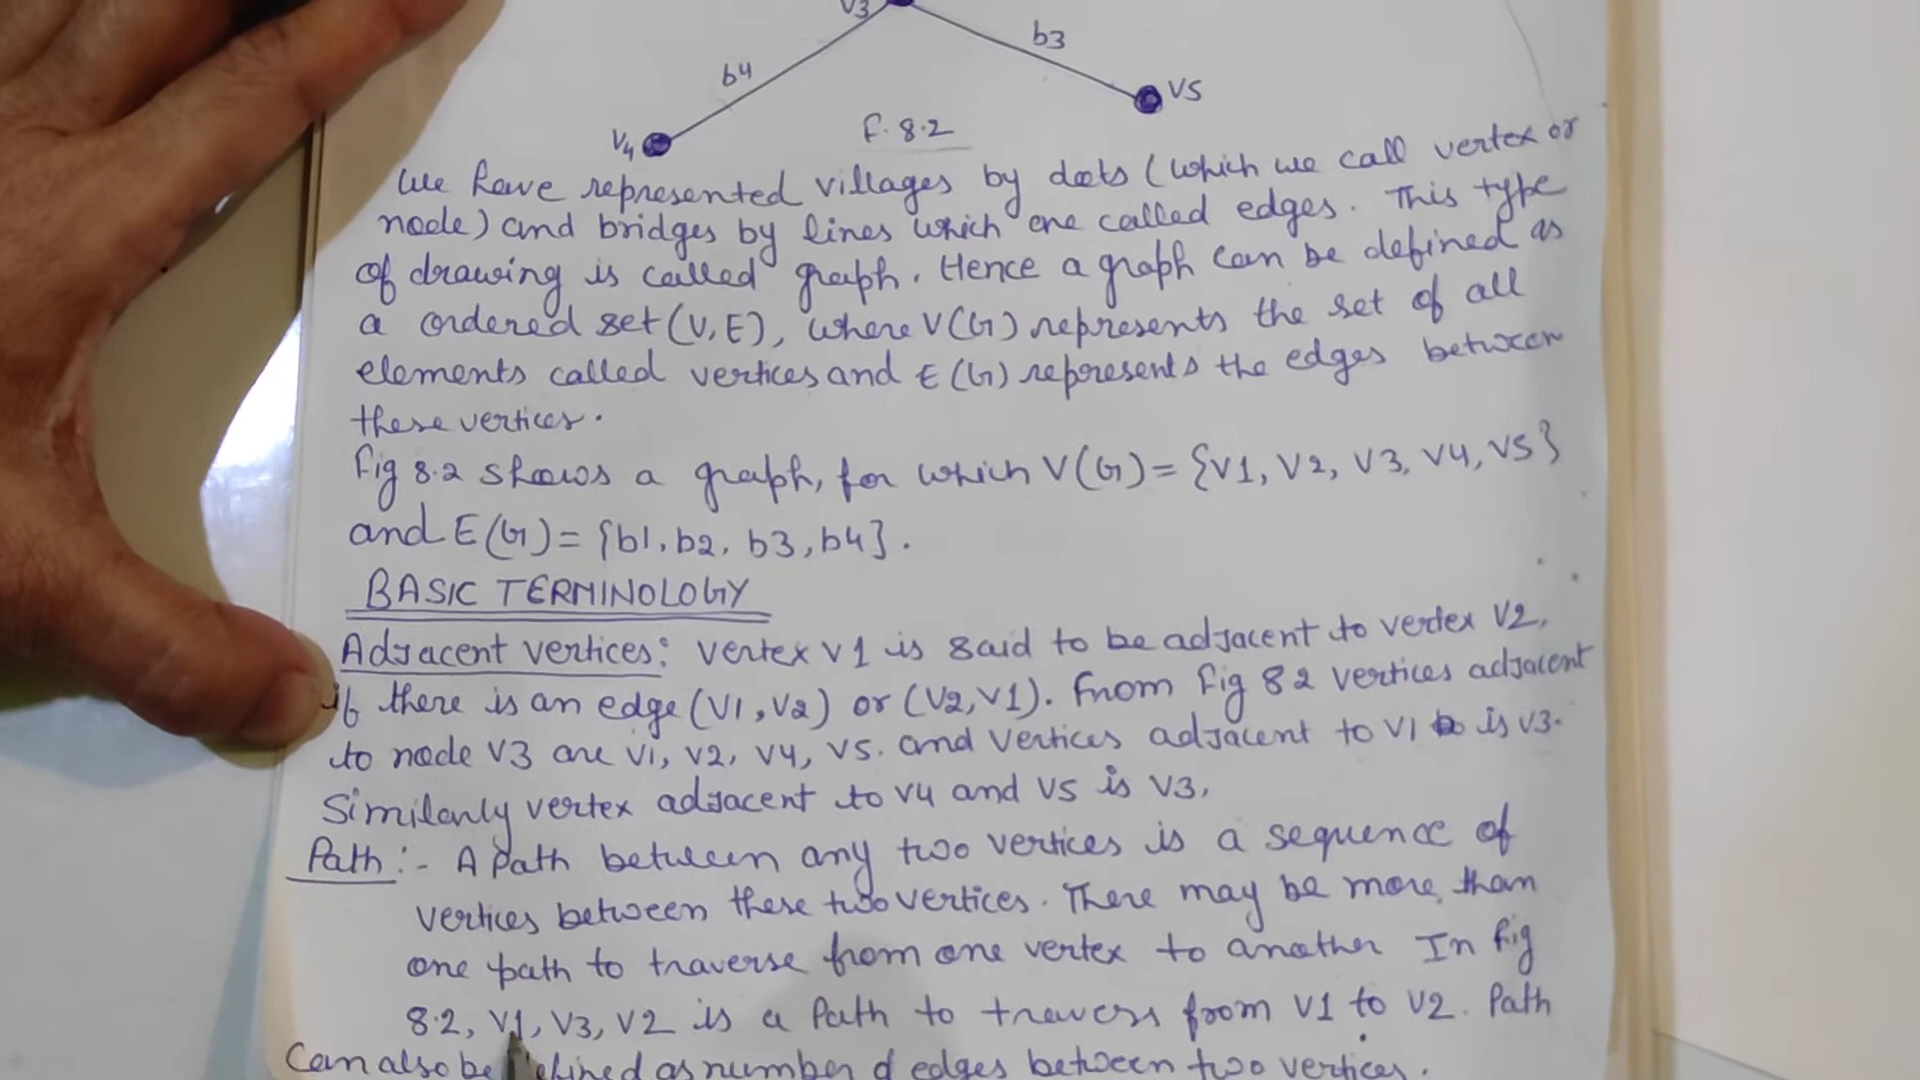 V3
b3
b4
V5
V4
F. 8.2
We have represented villages by dots (which we call vertex or
node) and bridges by lines which are called edges. This type
of drawing is called graph. Hence a graph can be defined as
a ordered set (V,E), where V(G) represents the set of all
elements called vertices and E(G) represents the edges between
these vertices.
Fig 8.2 shows a graph, for which V(G) = {V1, V2, V3, V4, V5}
and E(G) = {b1, b2, b3, b4}.
BASIC TERMINOLOGY
Adjacent vertices: Vertex V1 is said to be adjacent to vertex V2,
if there is an edge (V1, V2) or (V2, V1). From Fig 8 2 vertices adjacent
to node V3 are V1, V2, V4, V5. and Vertices adjacent to V1 is V3.
Similarly vertex adjacent to V4 and V5 is V3.
Path :- A Path between any two vertices is a sequence of
vertices between these two vertices. There may be more than
one path to traverse from one vertex to another In Fig
8.2, V1, V3, V2 is a Path to travers from V1 to V2. Path
Can also be defined as number of edges between two vertices.